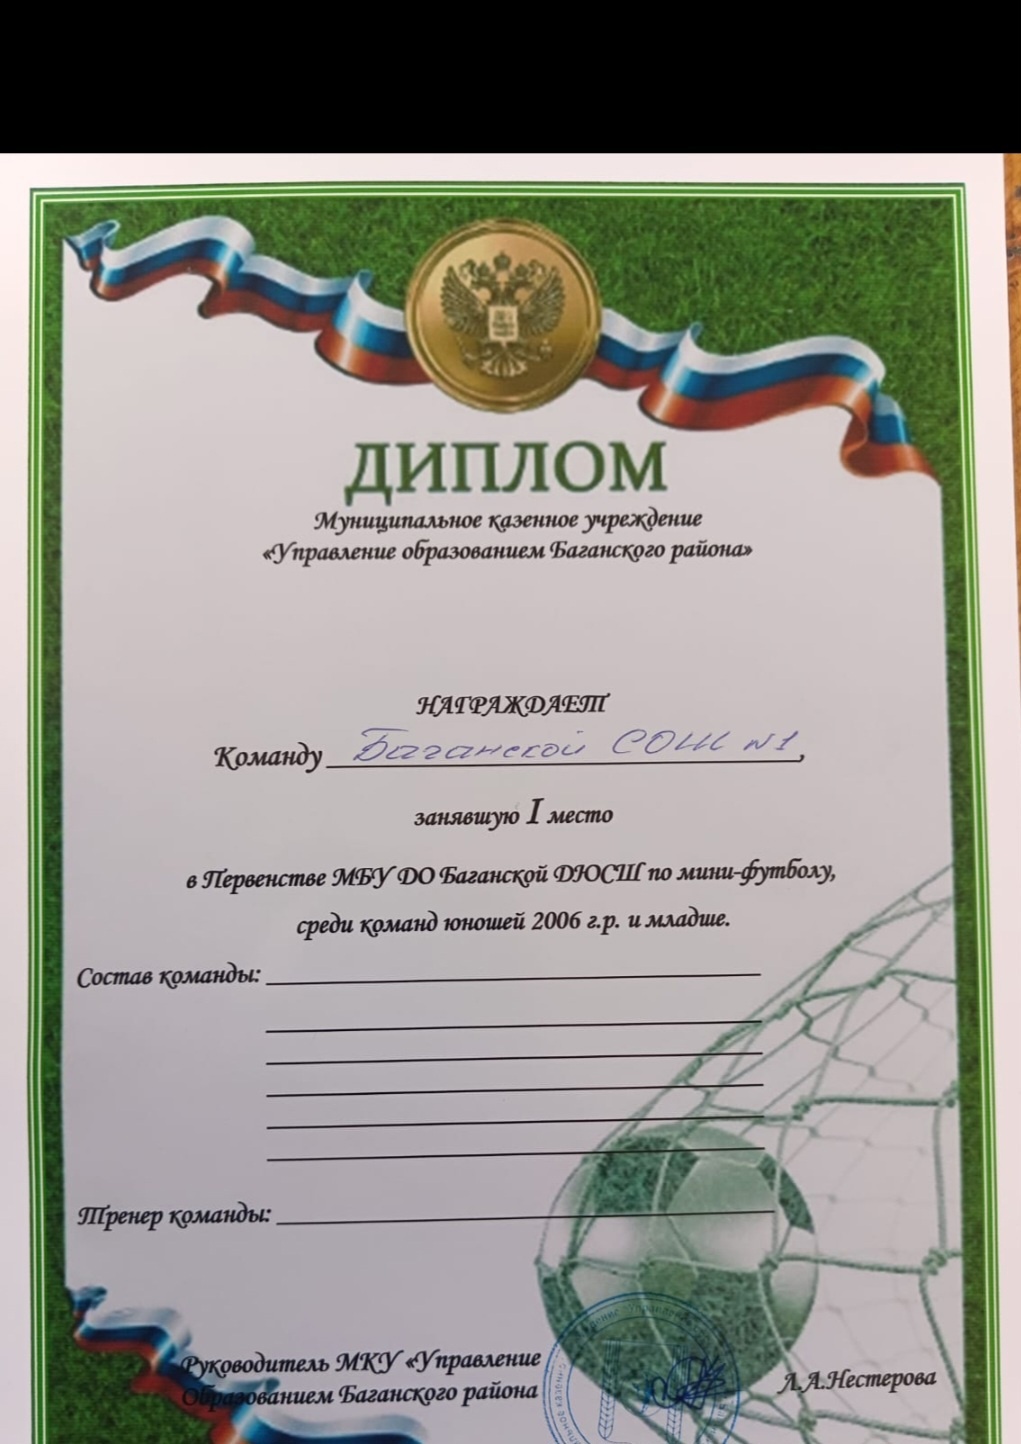 ДИПЛОМ
Муниципальное казенное учреждение
«Управление образованием Баганского района»
НАГРАЖДАЕТ
Команду Баганской СОШ №1,
занявшую I место
в Первенстве МБУ ДО Баганской ДЮСШ по мини-футболу,
среди команд юношей 2006 г.р. и младше.
Состав команды:
Тренер команды:
Руководитель МКУ «Управление
Образованием Баганского района
Л.А.Нестерова